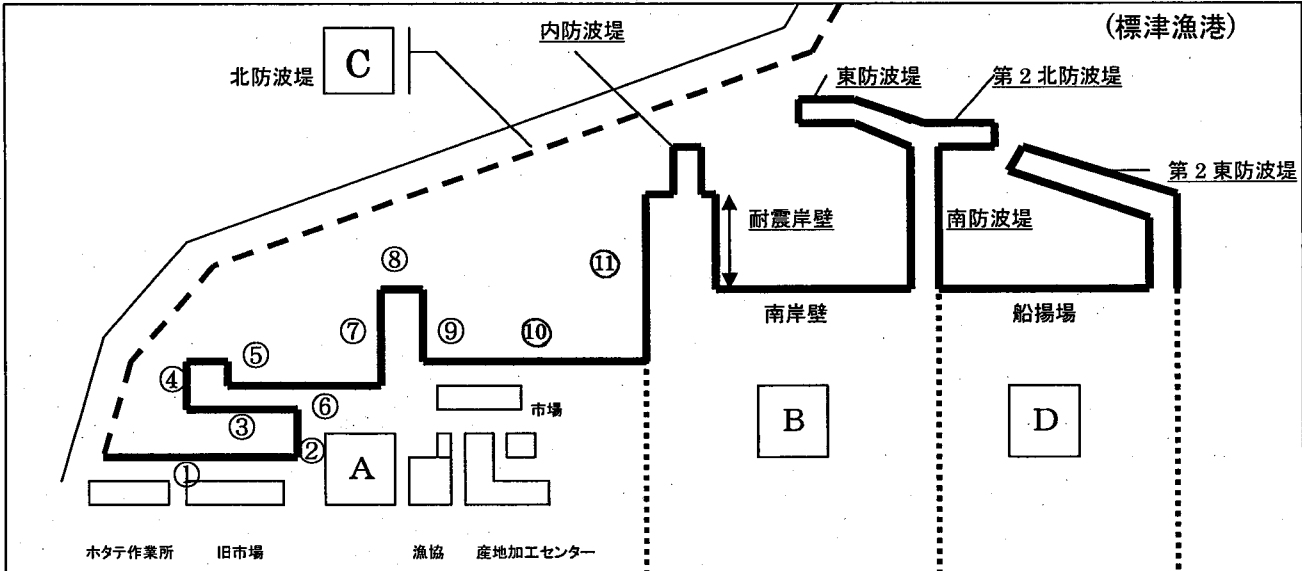 (標津漁港)
内防波堤
北防波堤
C
東防波堤
第2北防波堤
第2東防波堤
耐震岸壁
南防波堤
⑧
⑪
⑦
⑨
⑩
南岸壁
船揚場
⑤
④
⑥
③
②
①
市場
A
B
D
ホタテ作業所
旧市場
漁協
産地加工センター